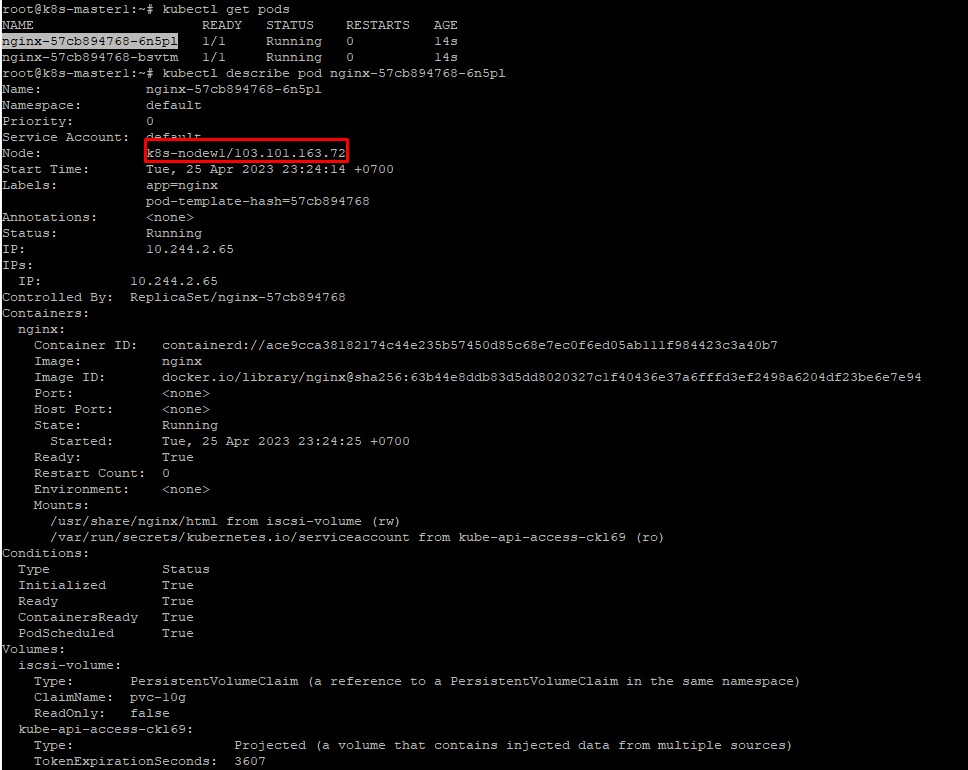 root@k8s-master1:~# kubectl get pods
NAME                     READY   STATUS    RESTARTS   AGE
nginx-57cb894768-6n5pl   1/1     Running   0          14s
nginx-57cb894768-bsvtm   1/1     Running   0          14s
root@k8s-master1:~# kubectl describe pod nginx-57cb894768-6n5pl
Name:             nginx-57cb894768-6n5pl
Namespace:        default
Priority:         0
Service Account:  default
Node:             k8s-nodew1/103.101.163.72
Start Time:       Tue, 25 Apr 2023 23:24:14 +0700
Labels:           app=nginx
                  pod-template-hash=57cb894768
Annotations:      <none>
Status:           Running
IP:               10.244.2.65
IPs:
  IP:           10.244.2.65
Controlled By:  ReplicaSet/nginx-57cb894768
Containers:
  nginx:
    Container ID:   containerd://ace9cca38182174c44e235b57450d85c68e7ec0f6ed05ab111f984423c3a40b7
    Image:          nginx
    Image ID:       docker.io/library/nginx@sha256:63b44e8ddb83d5dd8020327c1f40436e37a6fffd3ef2498a6204df23be6e7e94
    Port:           <none>
    Host Port:      <none>
    State:          Running
      Started:      Tue, 25 Apr 2023 23:24:25 +0700
    Ready:          True
    Restart Count:  0
    Environment:    <none>
    Mounts:
      /usr/share/nginx/html from iscsi-volume (rw)
      /var/run/secrets/kubernetes.io/serviceaccount from kube-api-access-ckl69 (ro)
Conditions:
  Type              Status
  Initialized       True
  Ready             True
  ContainersReady   True
  PodScheduled      True
Volumes:
  iscsi-volume:
    Type:       PersistentVolumeClaim (a reference to a PersistentVolumeClaim in the same namespace)
    ClaimName:  pvc-10g
    ReadOnly:   false
  kube-api-access-ckl69:
    Type:                    Projected (a volume that contains injected data from multiple sources)
    TokenExpirationSeconds:  3607